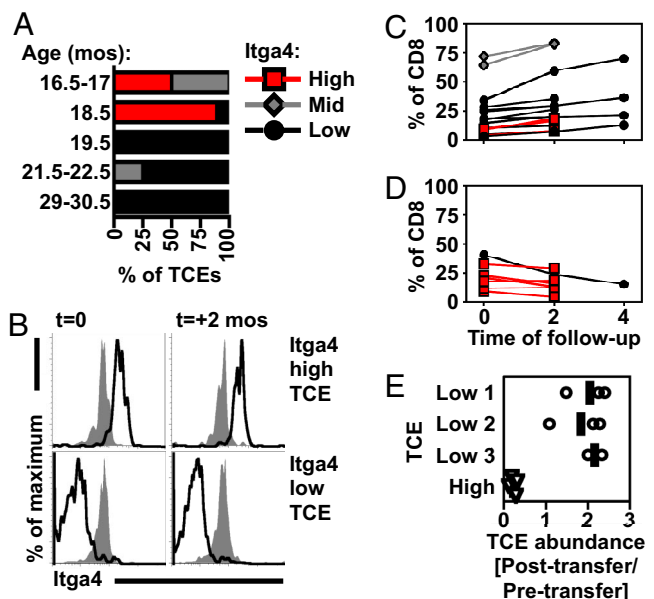 A
Age (mos):
16.5-17
18.5
19.5
21.5-22.5
29-30.5
0 25 50 75 100
% of TCEs
Itga4:
High
Mid
Low
B
t=0 t=+2 mos
Itga4
high
TCE
Itga4
low
TCE
% of maximum
Itga4
C
100
75
50
25
0
% of CD8
D
100
75
50
25
0
% of CD8
0 2 4
Time of follow-up
E
Low 1
Low 2
Low 3
High
TCE
0 1 2 3
TCE abundance
[Post-transfer/
Pre-transfer]